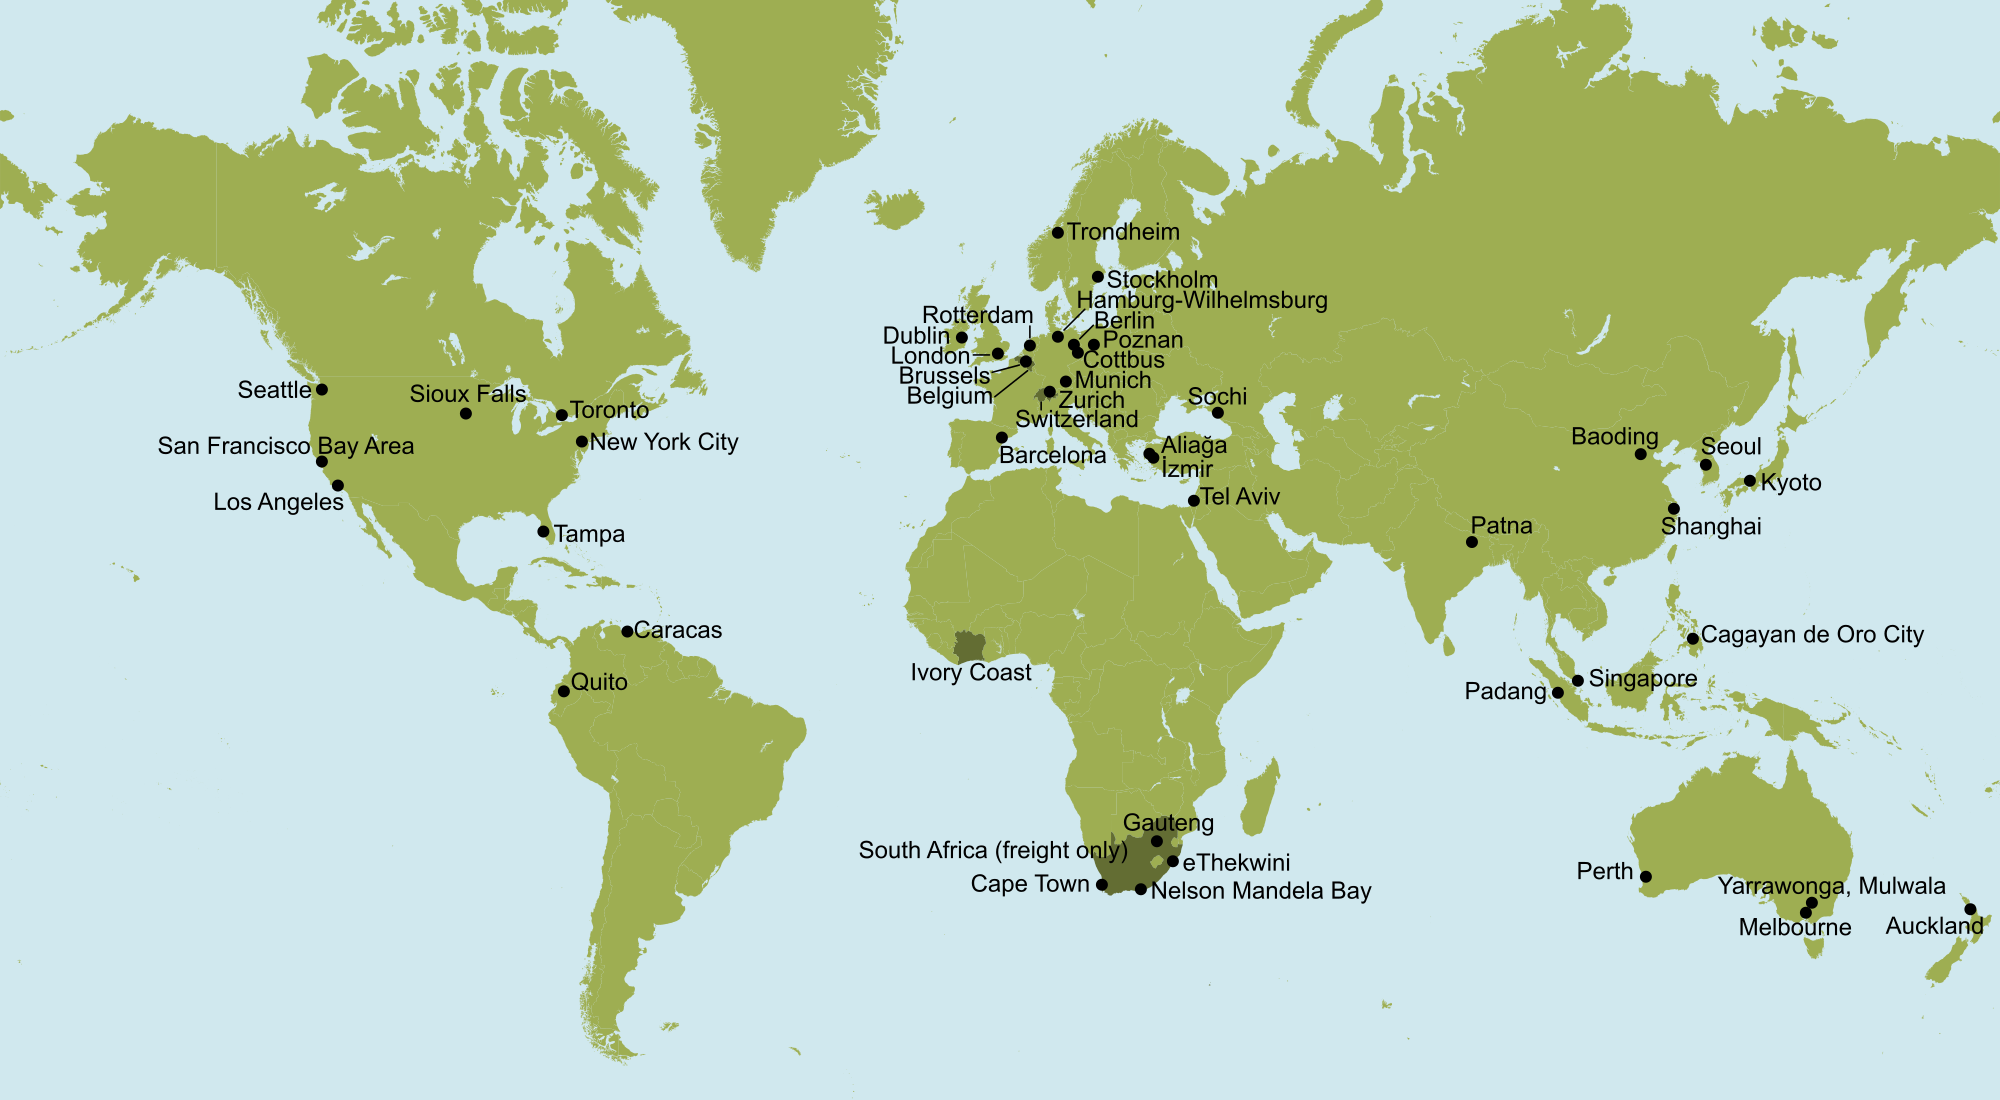 Trondheim
Stockholm
Hamburg-Wilhelmsburg
Rotterdam
Berlin
Dublin
Poznan
London
Cottbus
Brussels
Munich
Belgium
Zurich
Switzerland
Sochi
Barcelona
Aliağa
İzmir
Tel Aviv
Seattle
Sioux Falls
Toronto
New York City
San Francisco Bay Area
Los Angeles
Tampa
Caracas
Quito
Ivory Coast
Gauteng
South Africa (freight only)
eThekwini
Cape Town
Nelson Mandela Bay
Baoding
Seoul
Kyoto
Shanghai
Patna
Cagayan de Oro City
Singapore
Padang
Perth
Yarrawonga, Mulwala
Melbourne
Auckland